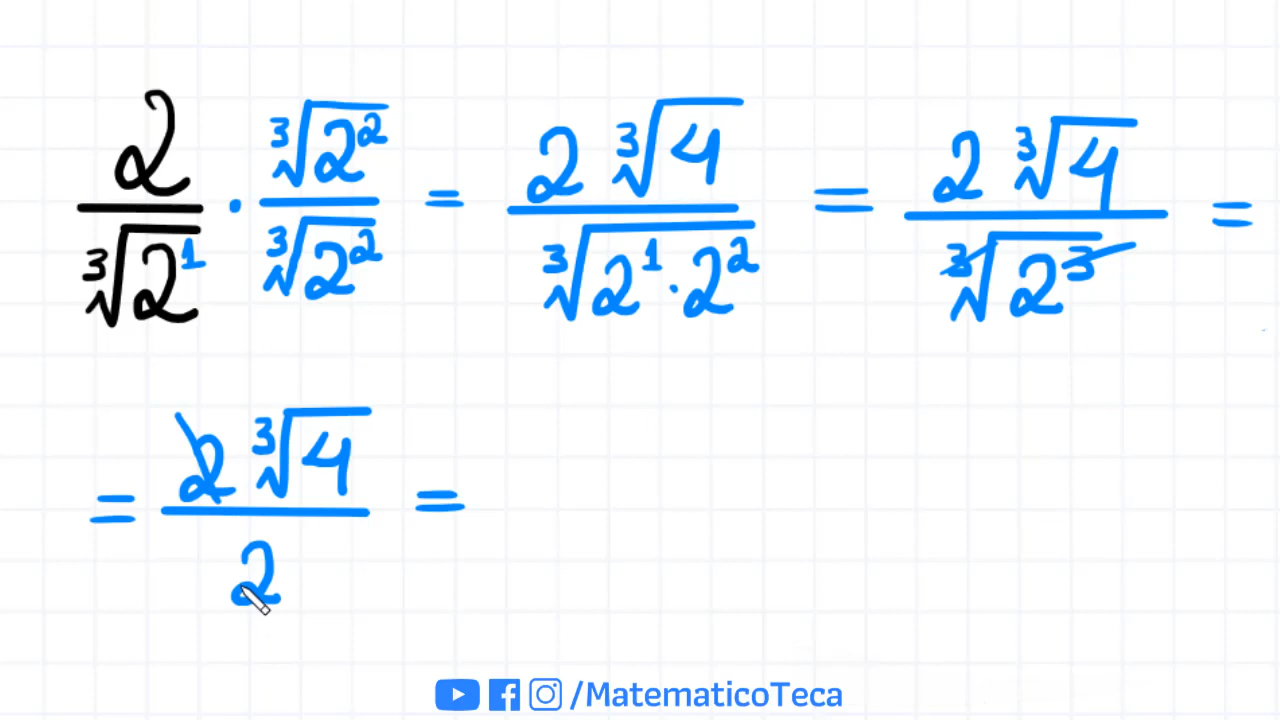 2/∛2¹ · ∛2²/∛2² = 2∛4/∛(2¹·2²) = 2∛4/∛2³ =
= 2∛4/2 =
/MatematicoTeca